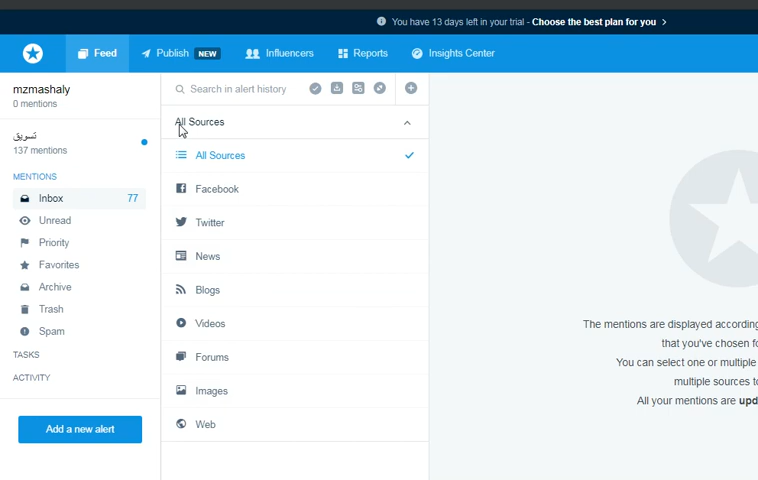 You have 13 days left in your trial - Choose the best plan for you >
Feed Publish NEW Influencers Reports Insights Center
mzmashaly
0 mentions
تسويق
137 mentions
MENTIONS
Inbox 77
Unread
Priority
Favorites
Archive
Trash
Spam
TASKS
ACTIVITY
Add a new alert
Search in alert history
All Sources
All Sources
Facebook
Twitter
News
Blogs
Videos
Forums
Images
Web
The mentions are displayed according
that you've chosen
You can select one or multiple
multiple sources
All your mentions are